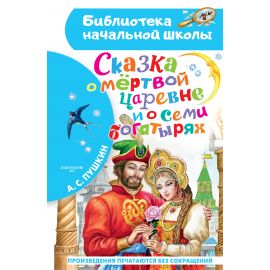 Библиотека
начальной школы
Сказка
о мёртвой
царевне
и о семи
богатырях
А. С. ПУШКИН
ПРОИЗВЕДЕНИЯ ПЕЧАТАЮТСЯ БЕЗ СОКРАЩЕНИЙ